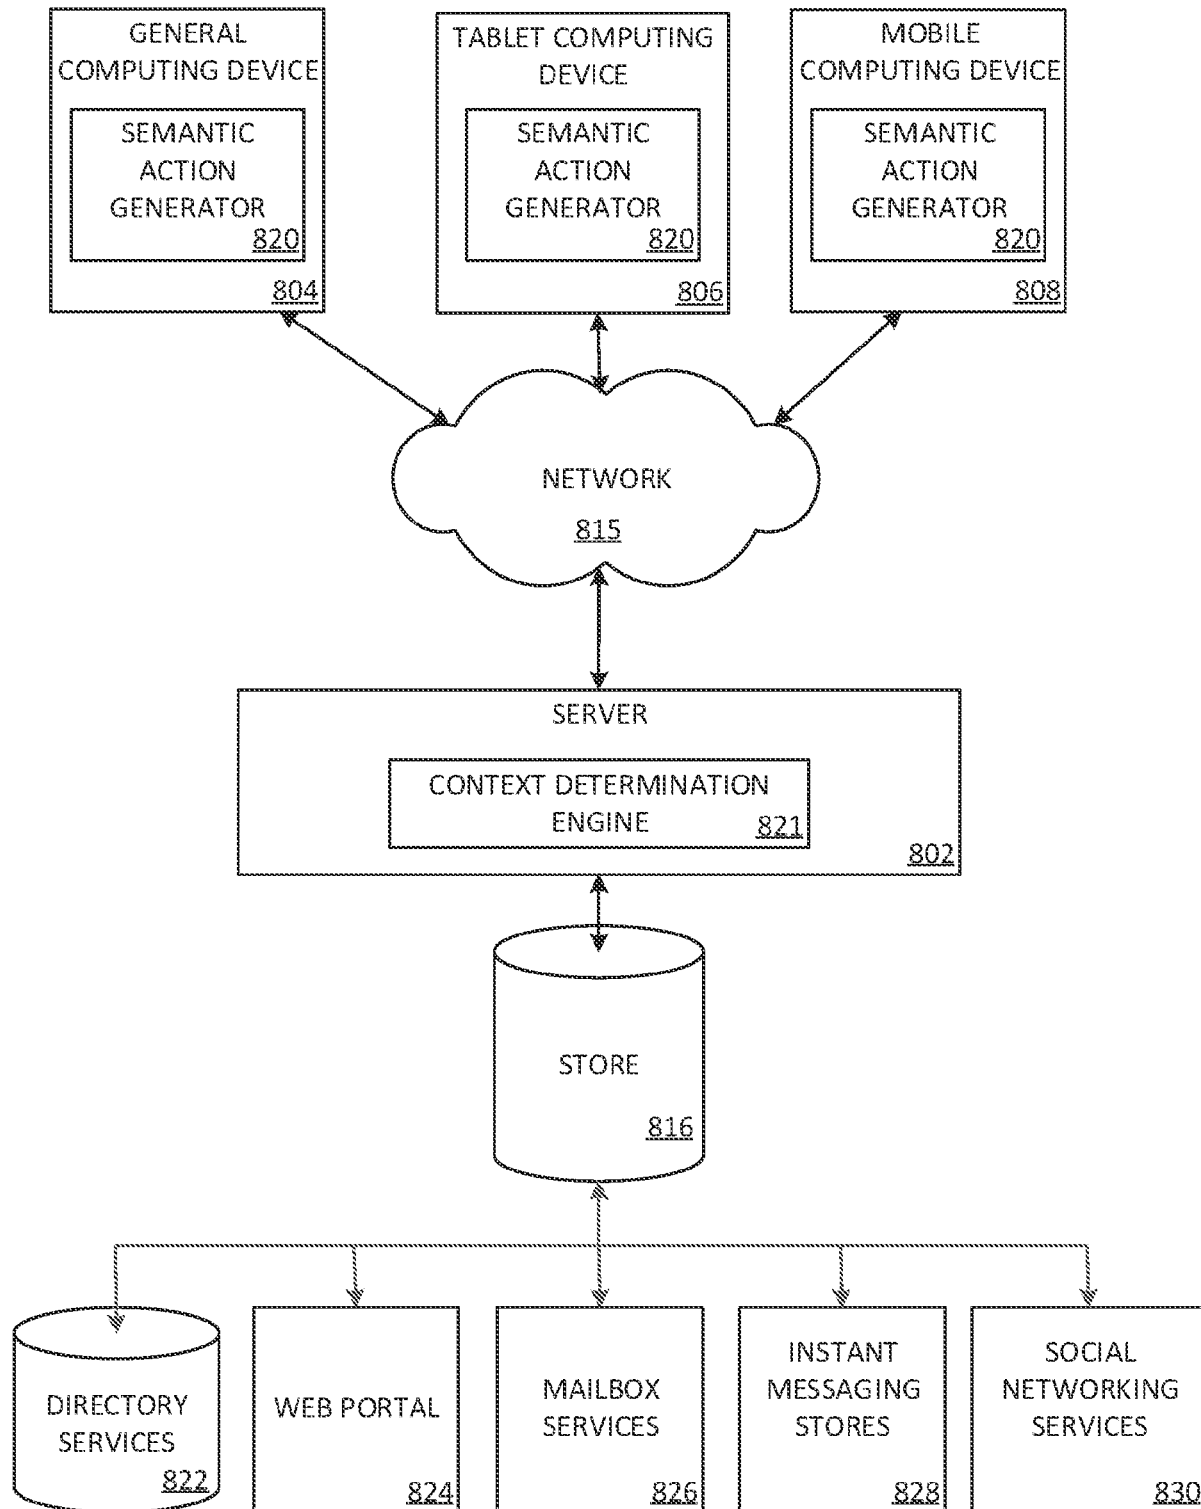 GENERAL
COMPUTING DEVICE
SEMANTIC
ACTION
GENERATOR
820
804
TABLET COMPUTING
DEVICE
SEMANTIC
ACTION
GENERATOR
820
806
MOBILE
COMPUTING DEVICE
SEMANTIC
ACTION
GENERATOR
820
808
NETWORK
815
SERVER
CONTEXT DETERMINATION
ENGINE
821
802
STORE
816
DIRECTORY
SERVICES
822
WEB PORTAL
824
MAILBOX
SERVICES
826
INSTANT
MESSAGING
STORES
828
SOCIAL
NETWORKING
SERVICES
830